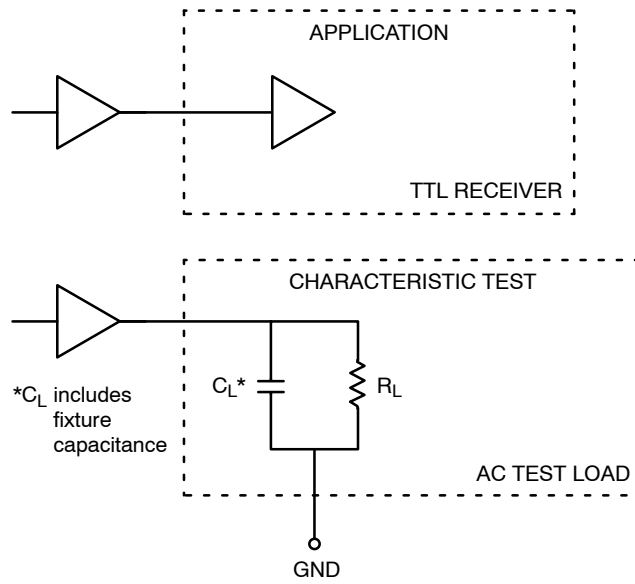 APPLICATION
TTL RECEIVER
CHARACTERISTIC TEST
*CL includes
fixture
capacitance
CL*
RL
AC TEST LOAD
GND